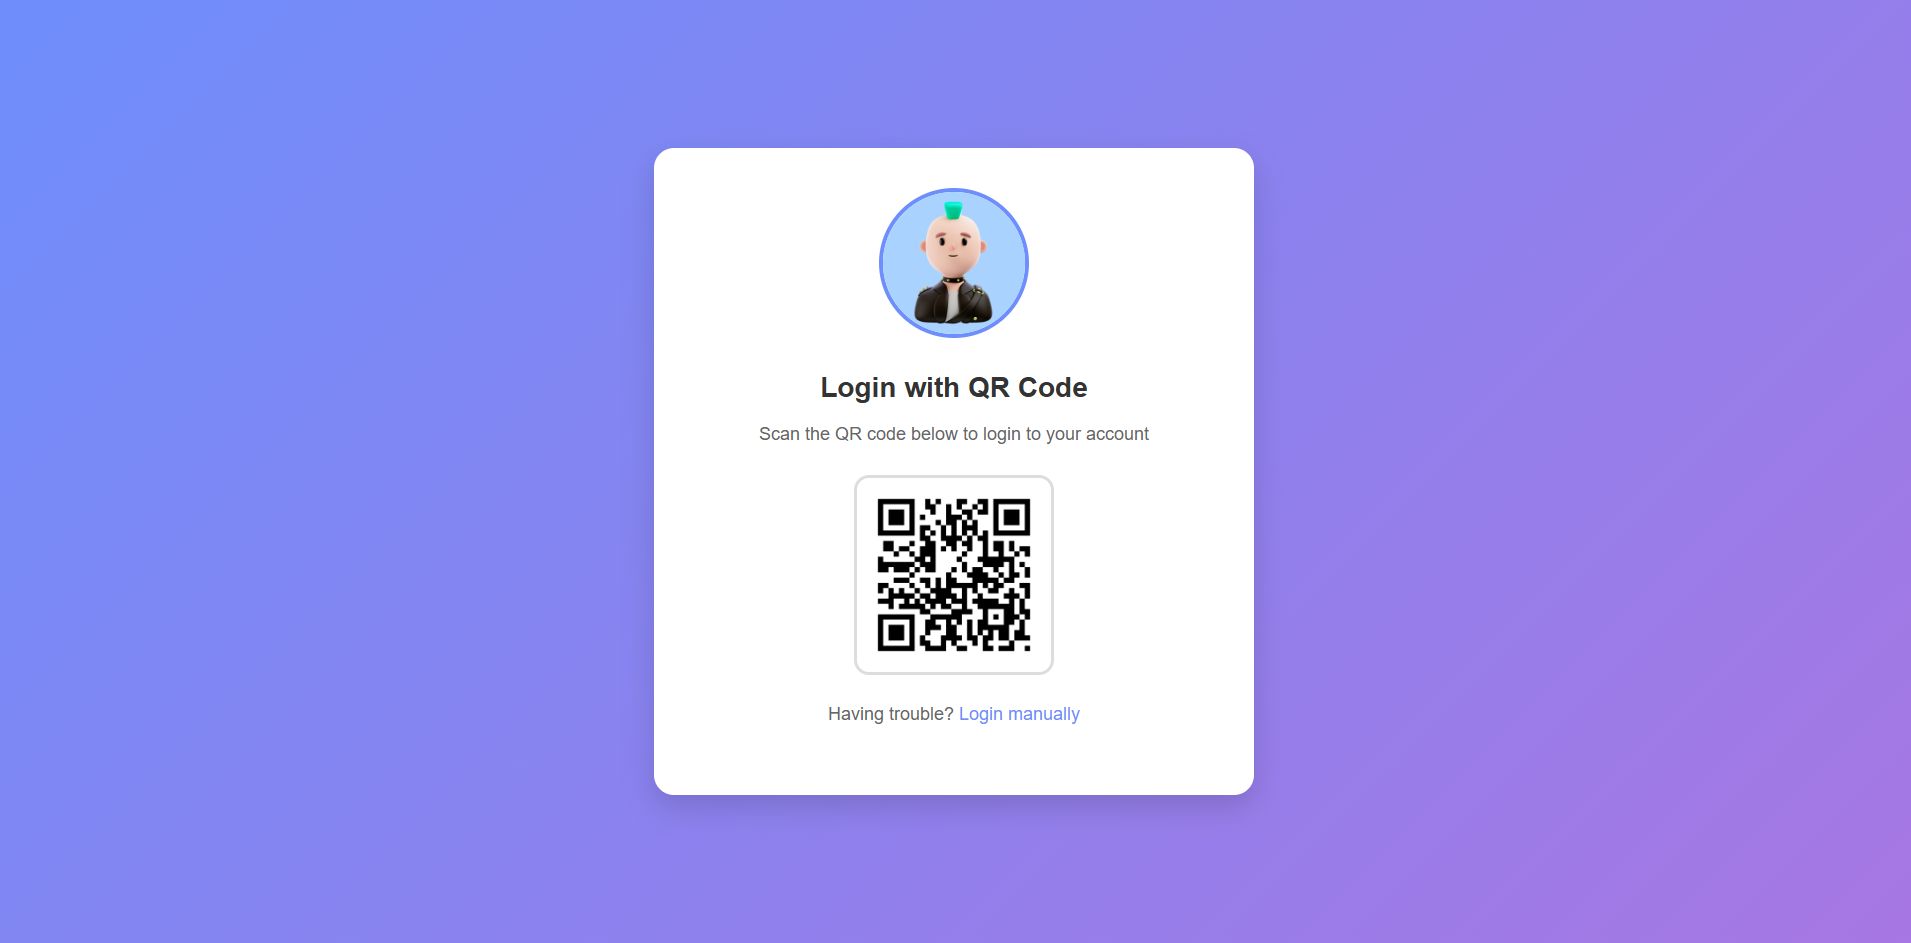 Login with QR Code
Scan the QR code below to login to your account
Having trouble? Login manually